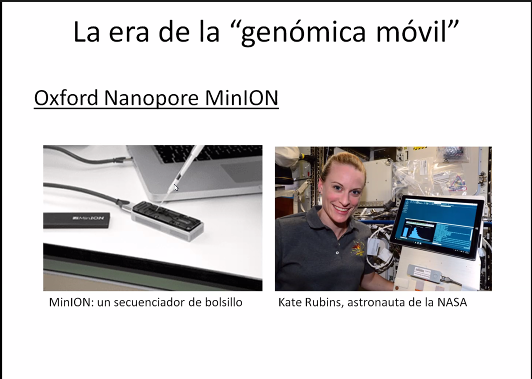 La era de la “genómica móvil”
Oxford Nanopore MinION
MinION
MinION: un secuenciador de bolsillo
Kate Rubins, astronauta de la NASA